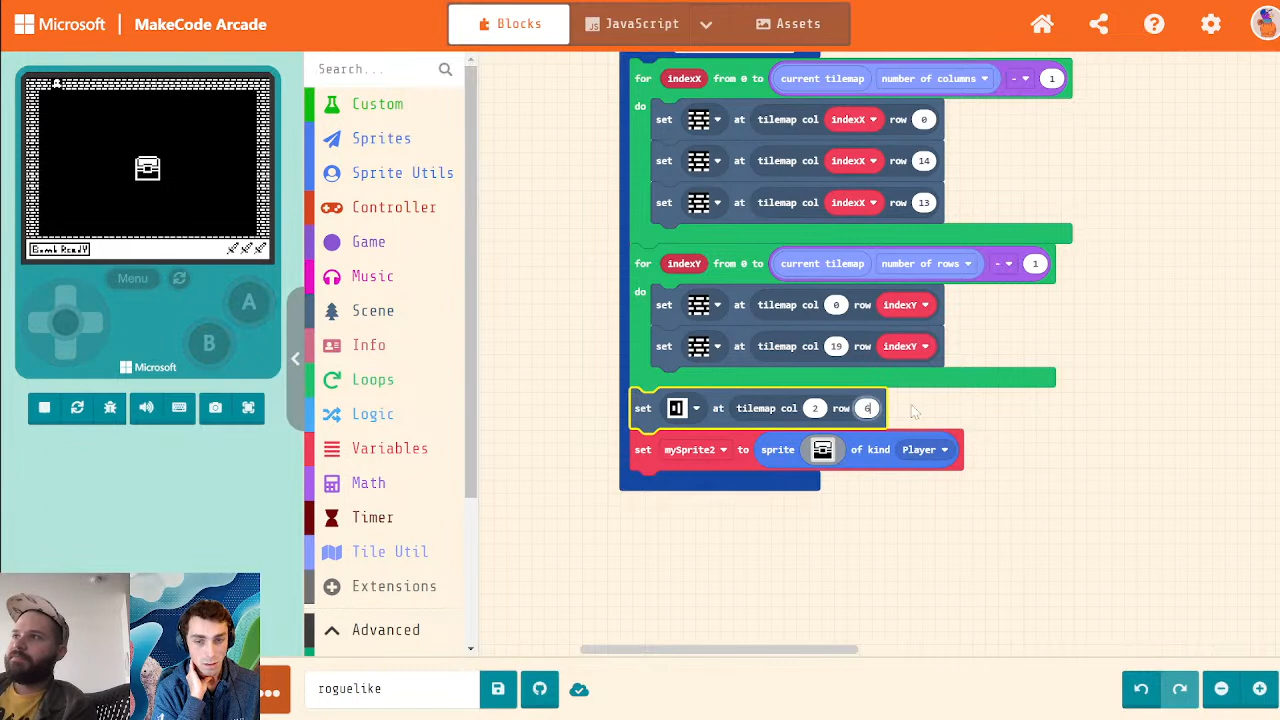 Microsoft | MakeCode Arcade
Blocks
JavaScript
Assets
Bomb Ready
Menu
A
B
Microsoft
Search...
Custom
Sprites
Sprite Utils
Controller
Game
Music
Scene
Info
Loops
Logic
Variables
Math
Timer
Tile Util
Extensions
Advanced
for indexX from 0 to current tilemap number of columns - 1
do
set at tilemap col indexX row 0
set at tilemap col indexX row 14
set at tilemap col indexX row 13
for indexY from 0 to current tilemap number of rows - 1
do
set at tilemap col 0 row indexY
set at tilemap col 19 row indexY
set at tilemap col 2 row 6
set mySprite2 to sprite of kind Player
roguelike